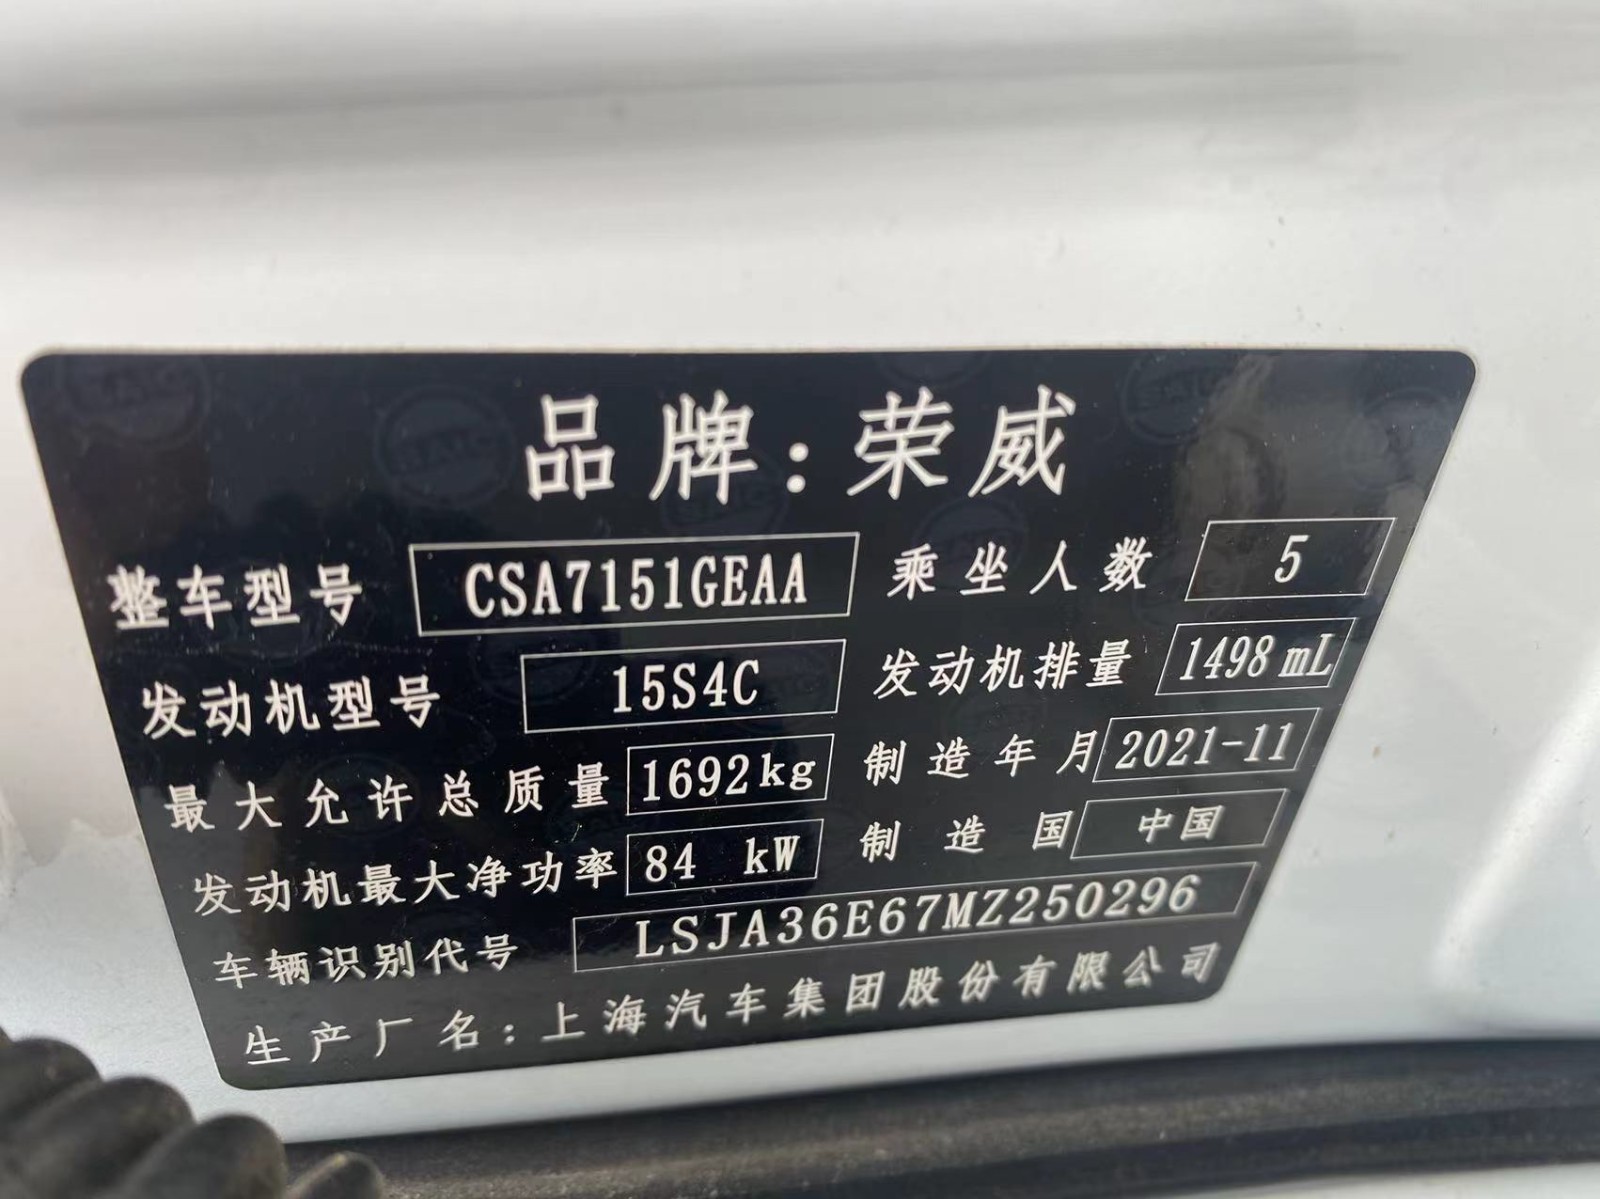 品牌：荣威
整车型号 CSA7151GEAA 乘坐人数 5
发动机型号 15S4C 发动机排量 1498 mL
最大允许总质量 1692kg 制造年月 2021-11
发动机最大净功率 84 kW 制造国 中国
车辆识别代号 LSJA36E67MZ250296
生产厂名：上海汽车集团股份有限公司